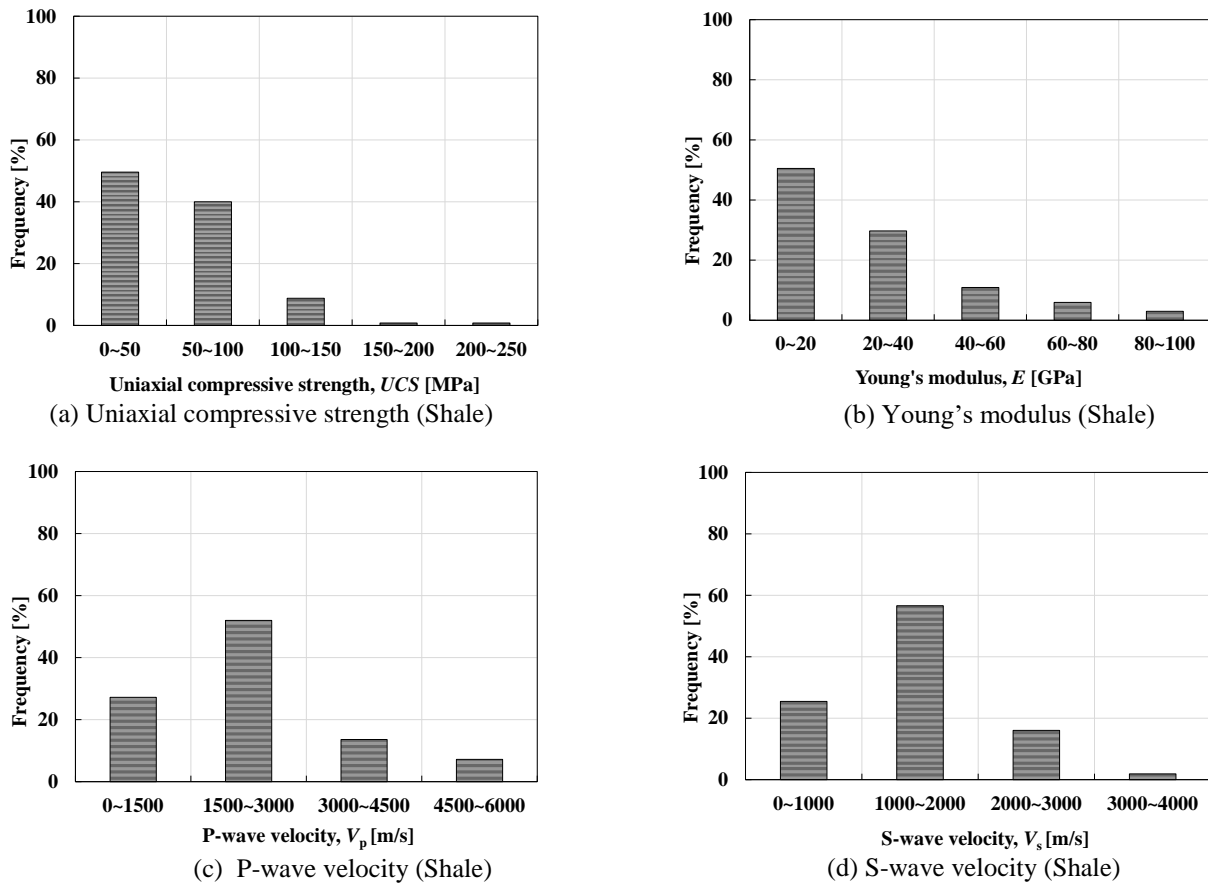 100
80
60
40
20
0
Frequency [%]
0~50 50~100 100~150 150~200 200~250
Uniaxial compressive strength, UCS [MPa]
(a) Uniaxial compressive strength (Shale)
100
80
60
40
20
0
Frequency [%]
0~20 20~40 40~60 60~80 80~100
Young's modulus, E [GPa]
(b) Young’s modulus (Shale)
100
80
60
40
20
0
Frequency [%]
0~1500 1500~3000 3000~4500 4500~6000
P-wave velocity, Vp [m/s]
(c) P-wave velocity (Shale)
100
80
60
40
20
0
Frequency [%]
0~1000 1000~2000 2000~3000 3000~4000
S-wave velocity, Vs [m/s]
(d) S-wave velocity (Shale)